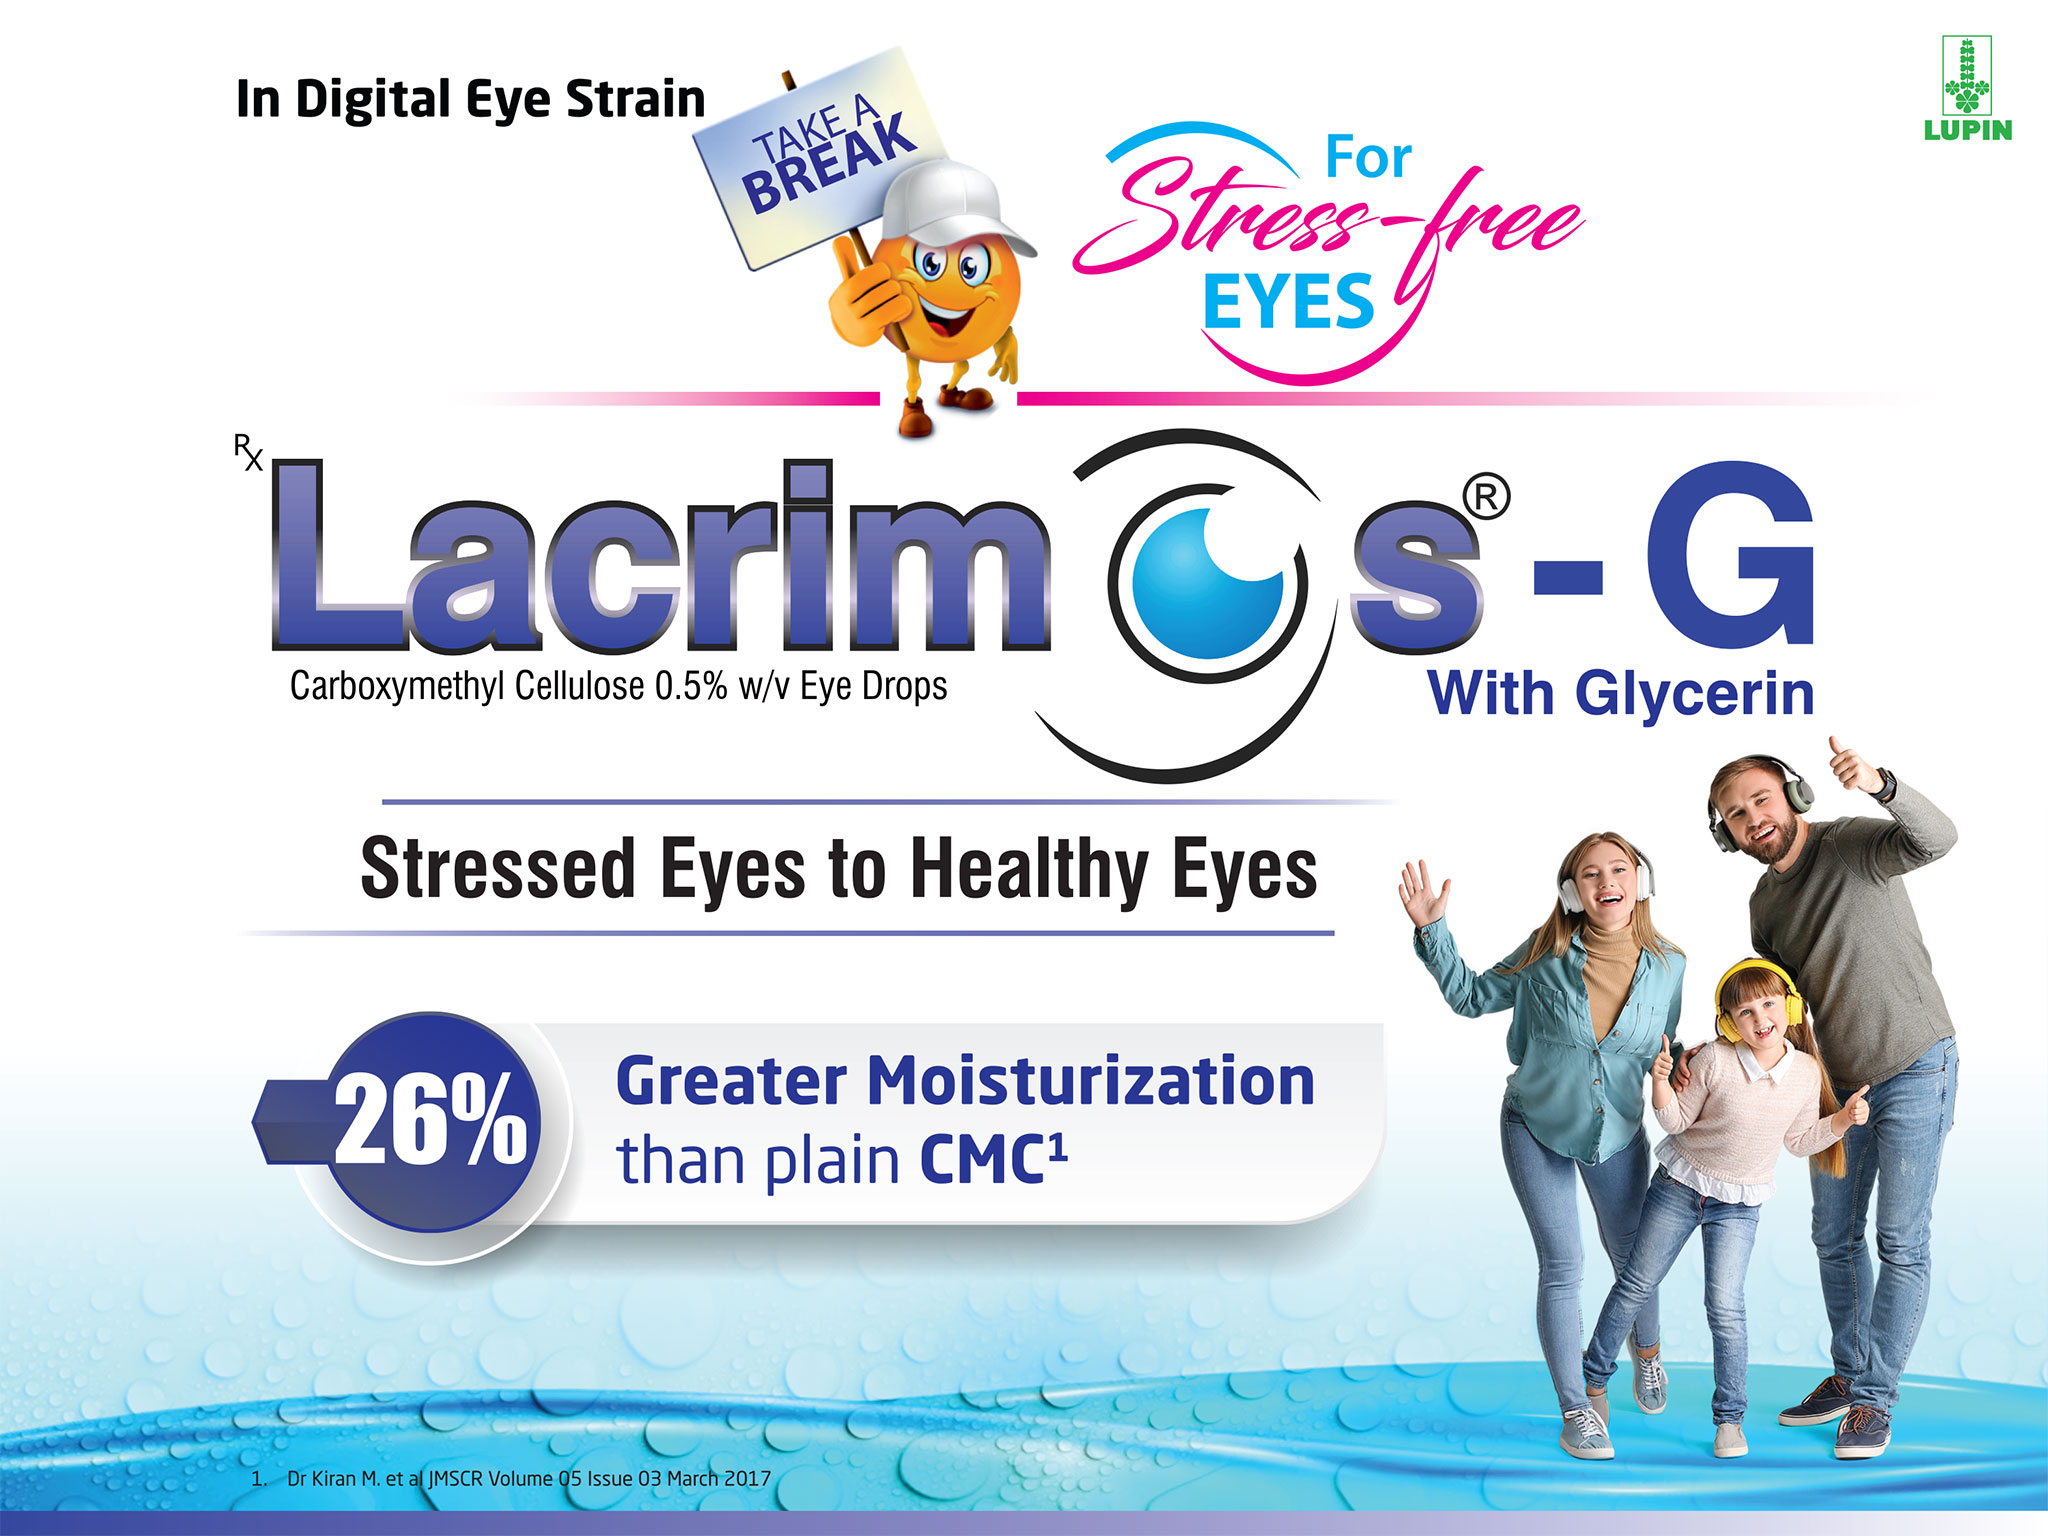 In Digital Eye Strain
TAKE A
BREAK
For
Stress-free
EYES
LUPIN
Rx
Lacrimos® - G
Carboxymethyl Cellulose 0.5% w/v Eye Drops
With Glycerin
Stressed Eyes to Healthy Eyes
26%
Greater Moisturization
than plain CMC¹
1. Dr Kiran M. et al JMSCR Volume 05 Issue 03 March 2017